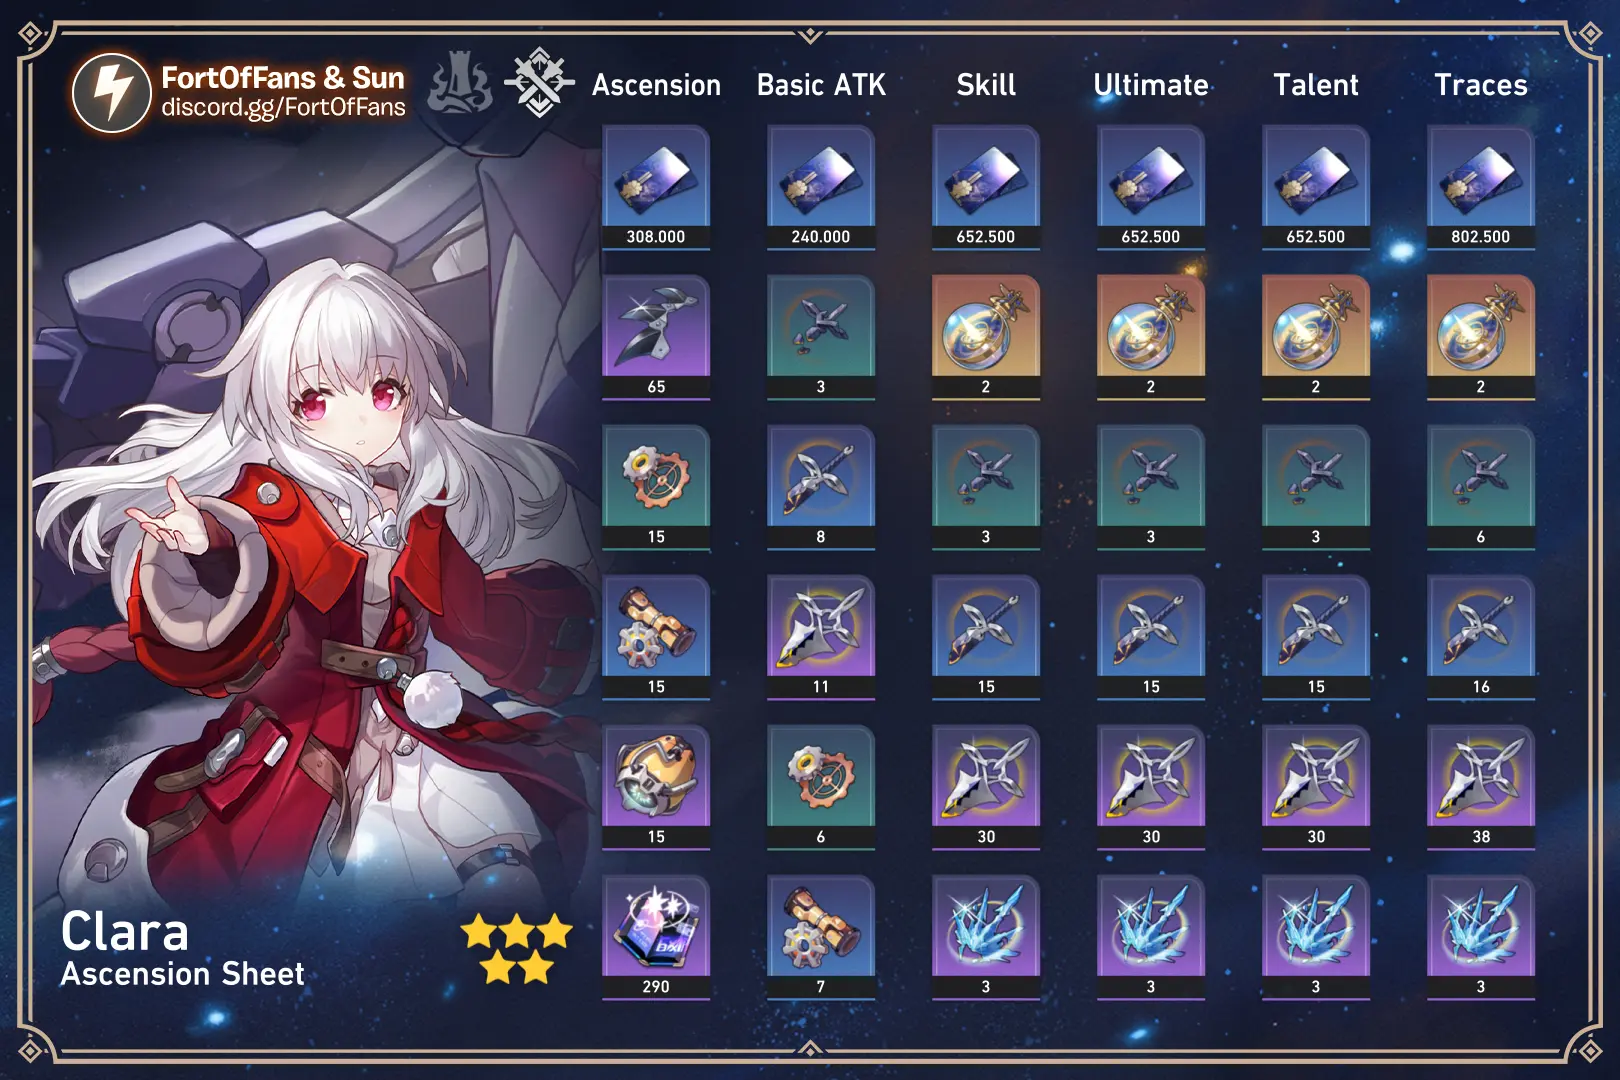 FortOfFans & Sun
discord.gg/FortOfFans
Ascension Basic ATK Skill Ultimate Talent Traces
308.000 240.000 652.500 652.500 652.500 802.500
65 3 2 2 2 2
15 8 3 3 3 6
15 11 15 15 15 16
15 6 30 30 30 38
290 7 3 3 3 3
Clara
Ascension Sheet